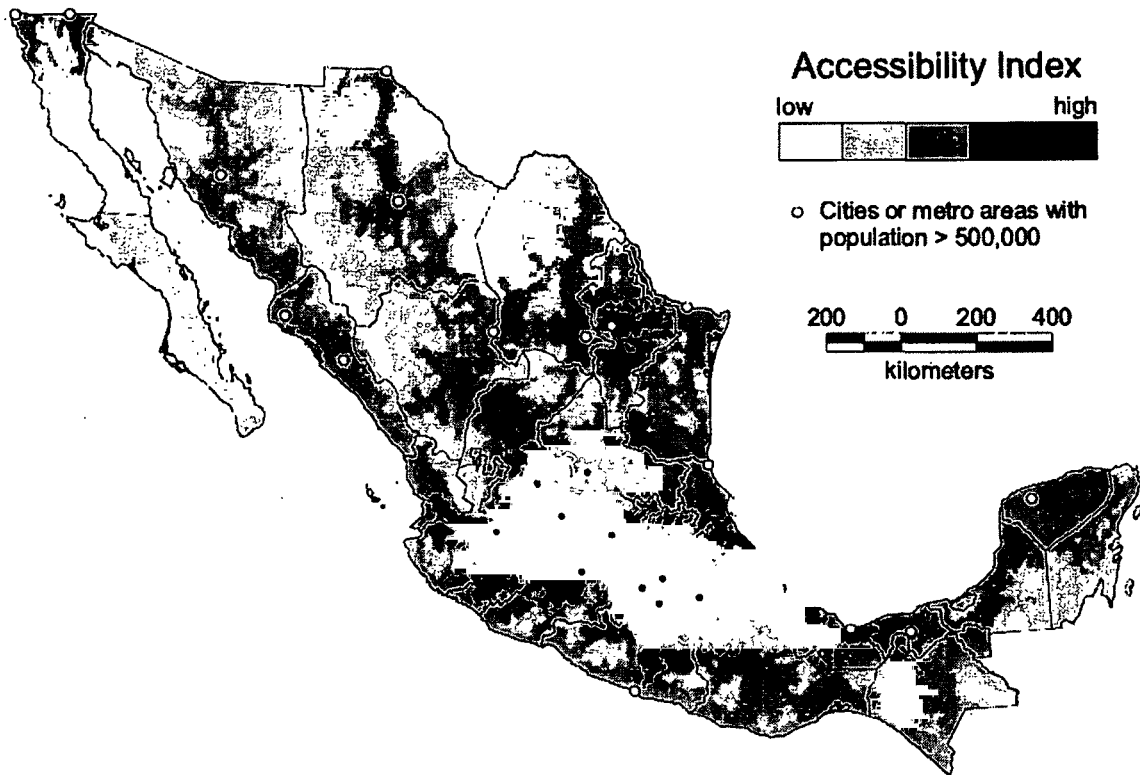 Accessibility Index
low high
Cities or metro areas with
population > 500,000
200 0 200 400
kilometers